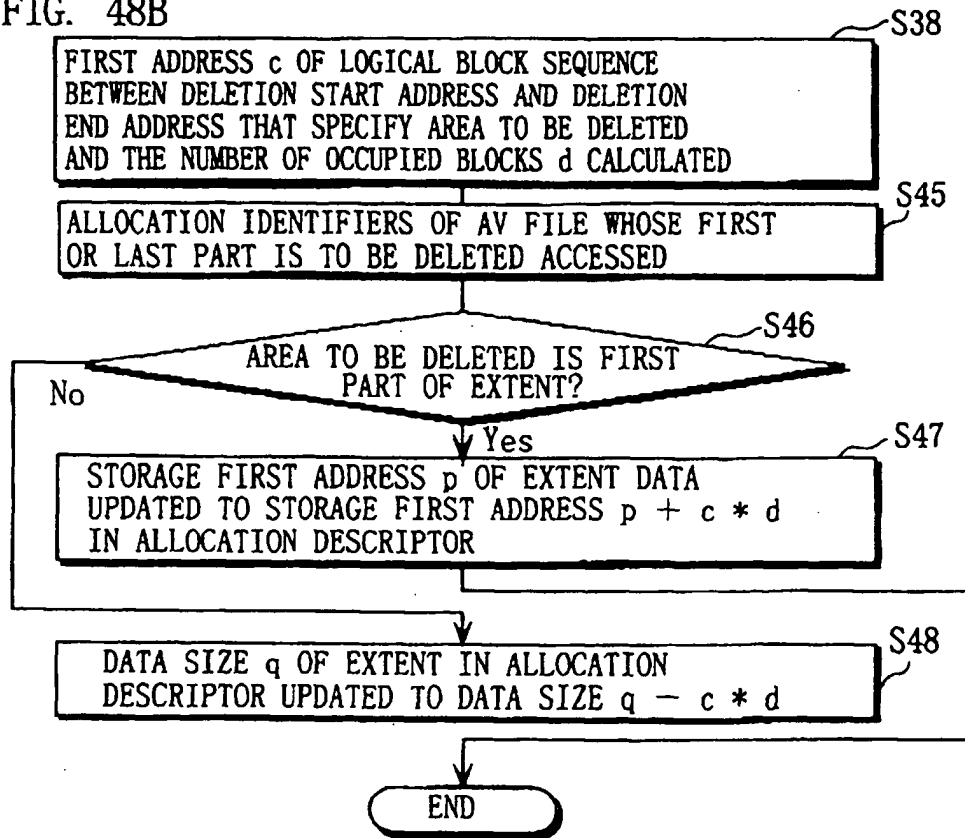 FIG. 48B
S38
FIRST ADDRESS c OF LOGICAL BLOCK SEQUENCE
BETWEEN DELETION START ADDRESS AND DELETION
END ADDRESS THAT SPECIFY AREA TO BE DELETED
AND THE NUMBER OF OCCUPIED BLOCKS d CALCULATED
S45
ALLOCATION IDENTIFIERS OF AV FILE WHOSE FIRST
OR LAST PART IS TO BE DELETED ACCESSED
S46
AREA TO BE DELETED IS FIRST
PART OF EXTENT?
No
Yes
S47
STORAGE FIRST ADDRESS p OF EXTENT DATA
UPDATED TO STORAGE FIRST ADDRESS p + c * d
IN ALLOCATION DESCRIPTOR
S48
DATA SIZE q OF EXTENT IN ALLOCATION
DESCRIPTOR UPDATED TO DATA SIZE q − c * d
END